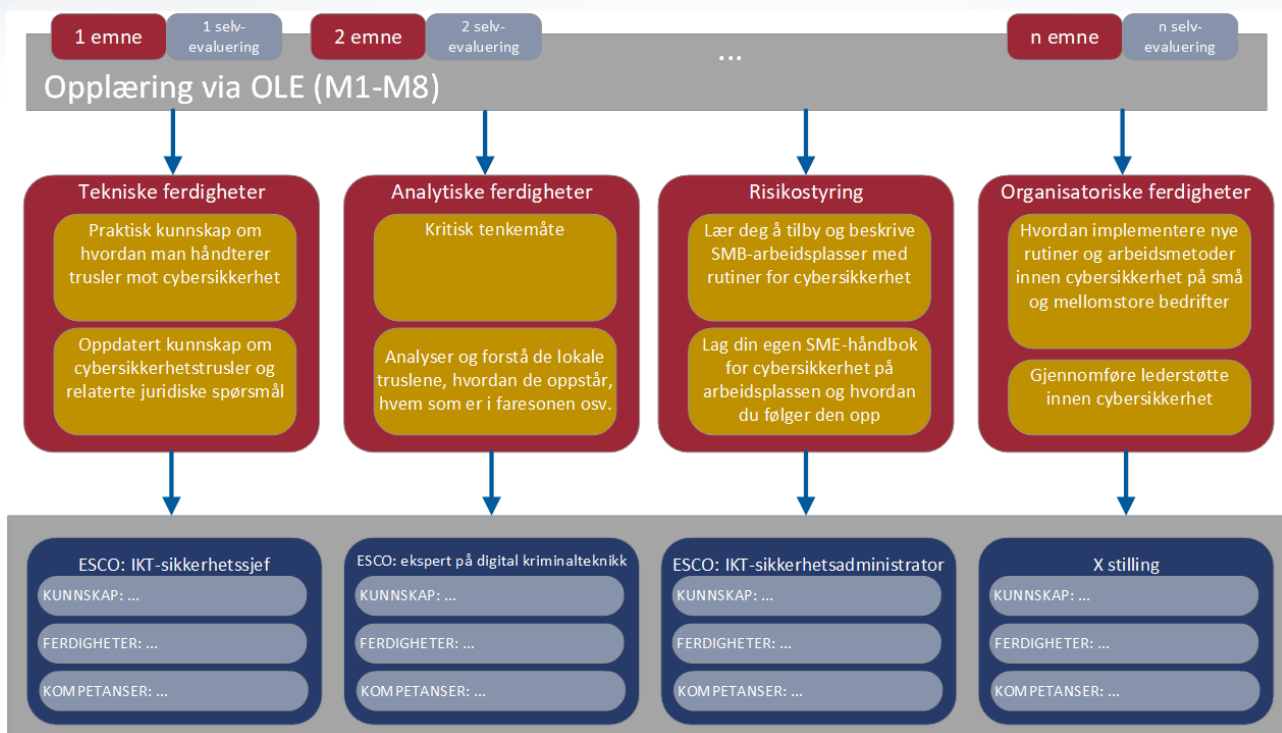 1 emne
1 selv-
evaluering
2 emne
2 selv-
evaluering
...
n emne
n selv-
evaluering
Opplæring via OLE (M1-M8)
Tekniske ferdigheter
Praktisk kunnskap om
hvordan man håndterer
trusler mot cybersikkerhet
Oppdatert kunnskap om
cybersikkerhetstrusler og
relaterte juridiske spørsmål
Analytiske ferdigheter
Kritisk tenkemåte
Analyser og forstå de lokale
truslene, hvordan de oppstår,
hvem som er i faresonen osv.
Risikostyring
Lær deg å tilby og beskrive
SMB-arbeidsplasser med
rutiner for cybersikkerhet
Lag din egen SME-håndbok
for cybersikkerhet på
arbeidsplassen og hvordan
du følger den opp
Organisatoriske ferdigheter
Hvordan implementere nye
rutiner og arbeidsmetoder
innen cybersikkerhet på små
og mellomstore bedrifter
Gjennomføre lederstøtte
innen cybersikkerhet
ESCO: IKT-sikkerhetssjef
KUNNSKAP: ...
FERDIGHETER: ...
KOMPETANSER: ...
ESCO: ekspert på digital kriminalteknikk
KUNNSKAP: ...
FERDIGHETER: ...
KOMPETANSER: ...
ESCO: IKT-sikkerhetsadministrator
KUNNSKAP: ...
FERDIGHETER: ...
KOMPETANSER: ...
X stilling
KUNNSKAP: ...
FERDIGHETER: ...
KOMPETANSER: ...